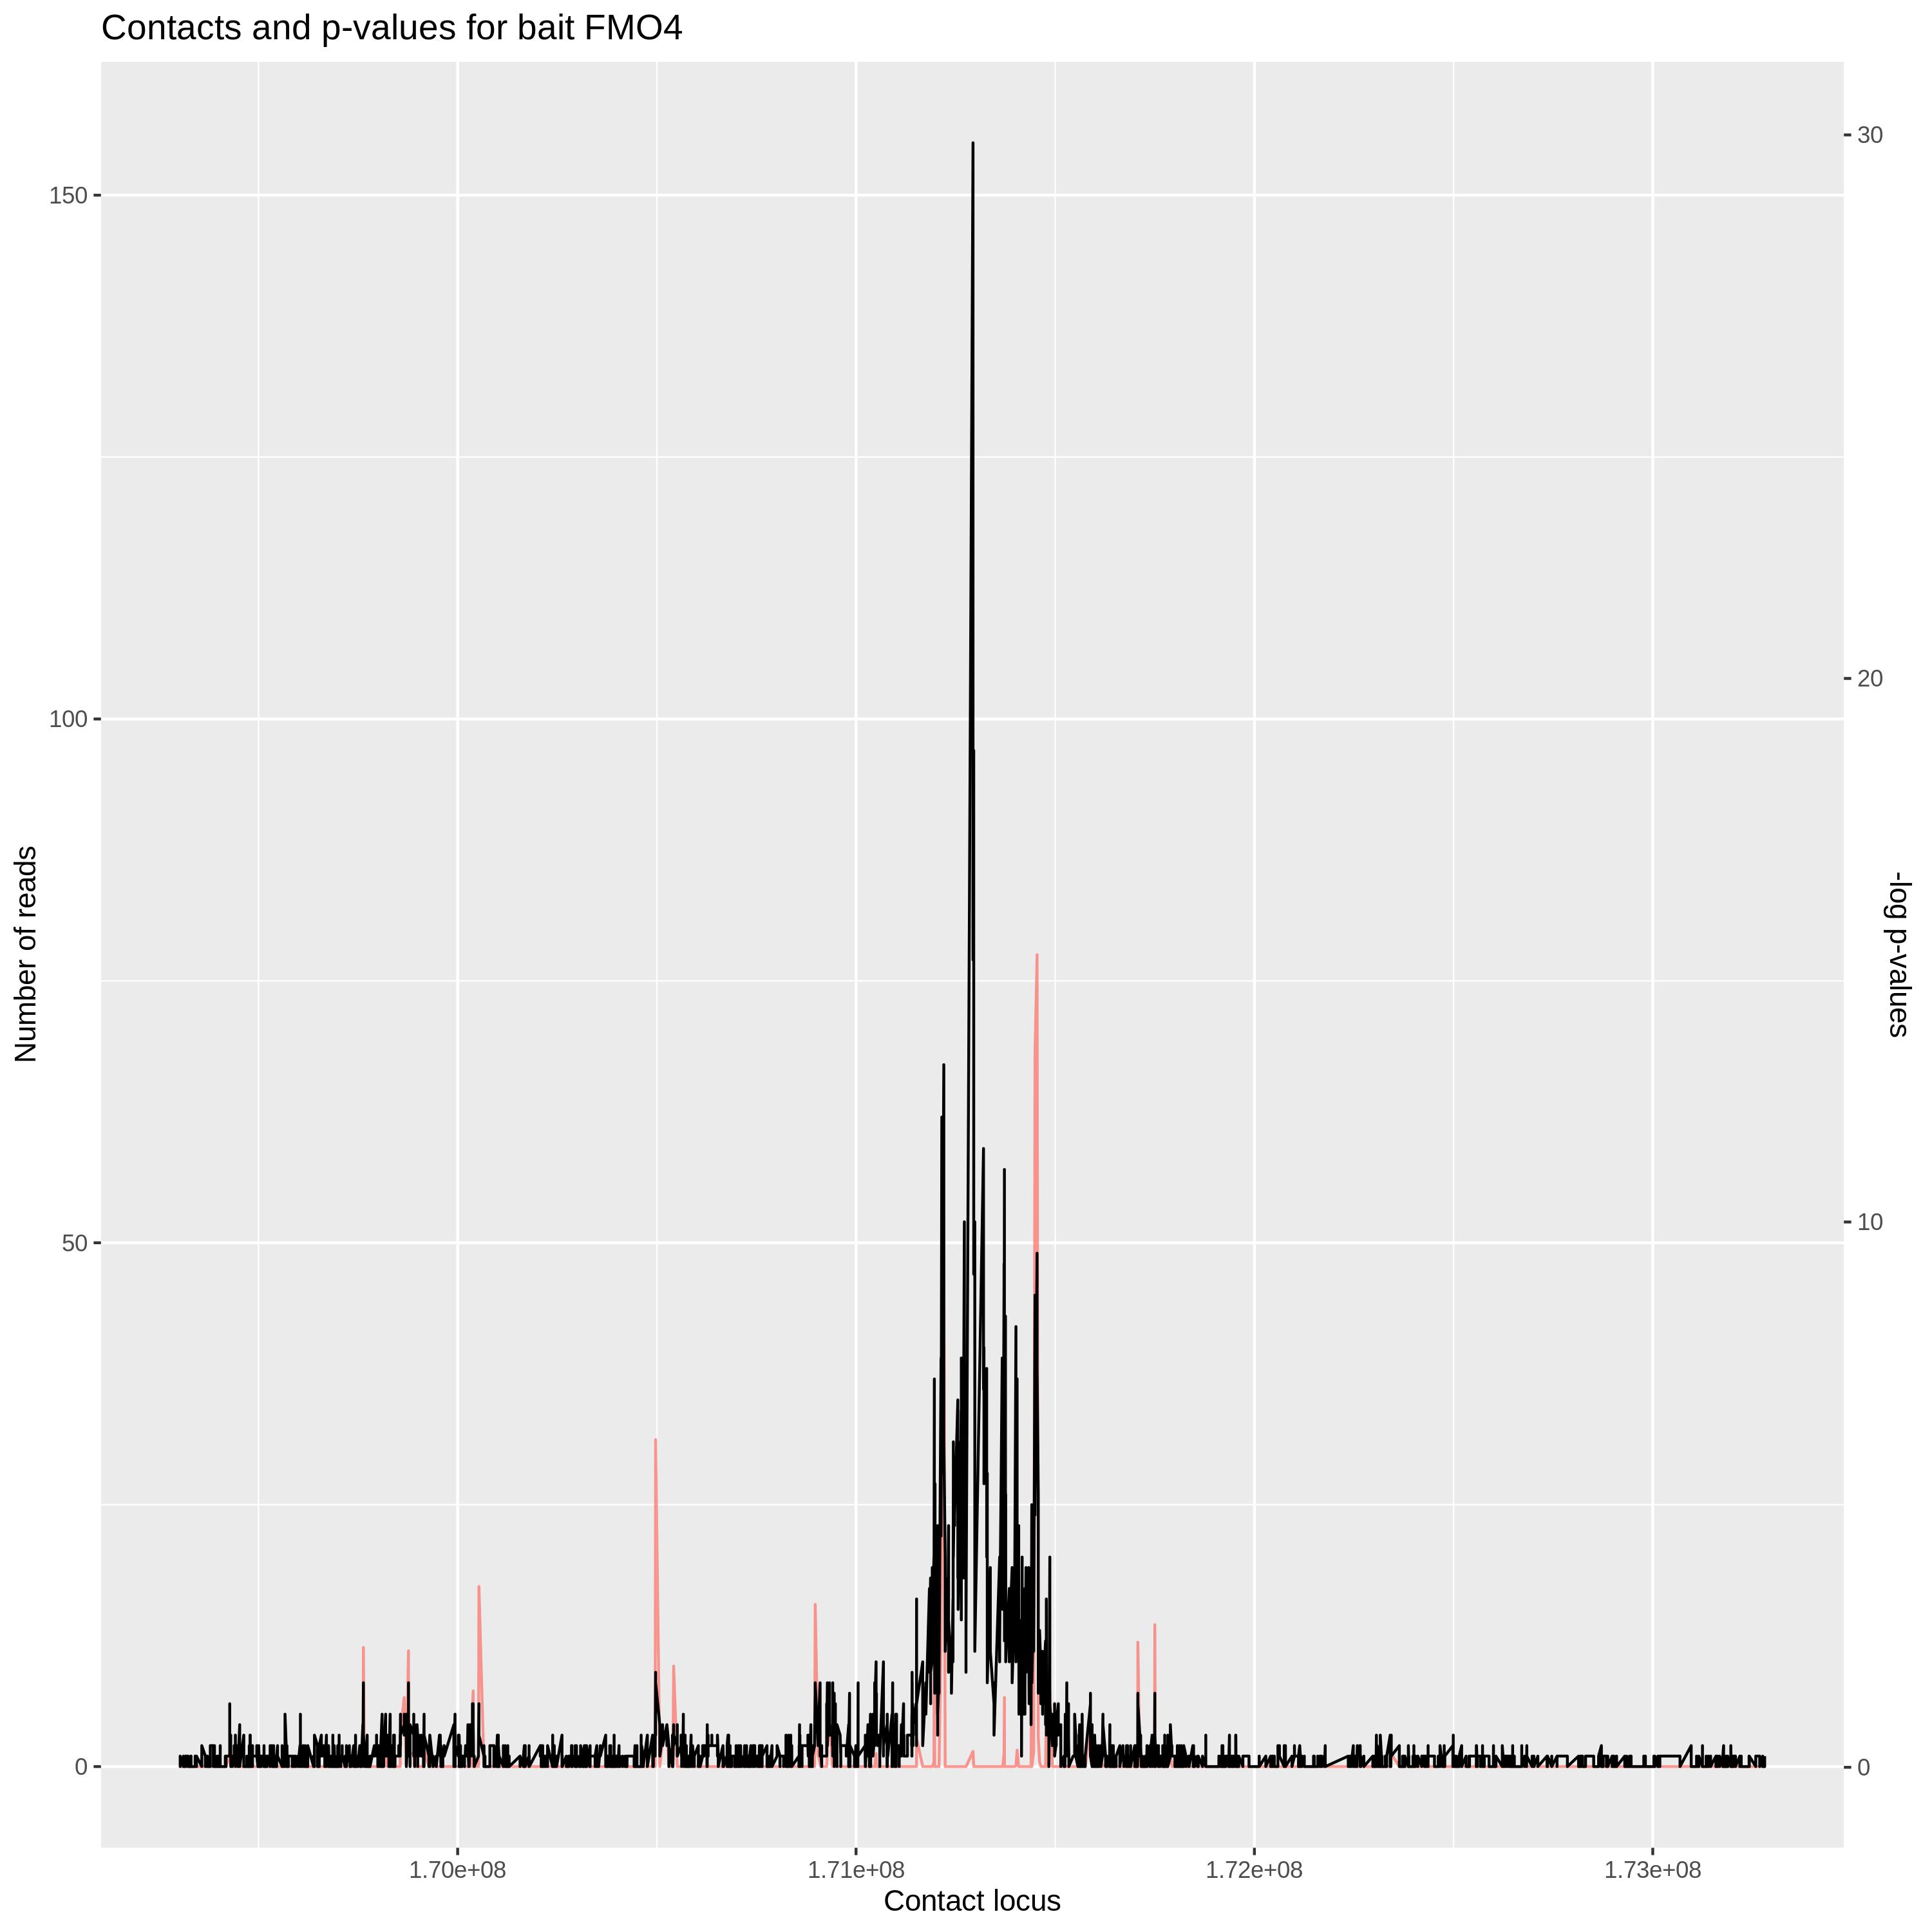 Contacts and p-values for bait FMO4
150
100
50
0
Number of reads
30
20
10
0
-log p-values
1.70e+08
1.71e+08
1.72e+08
1.73e+08
Contact locus